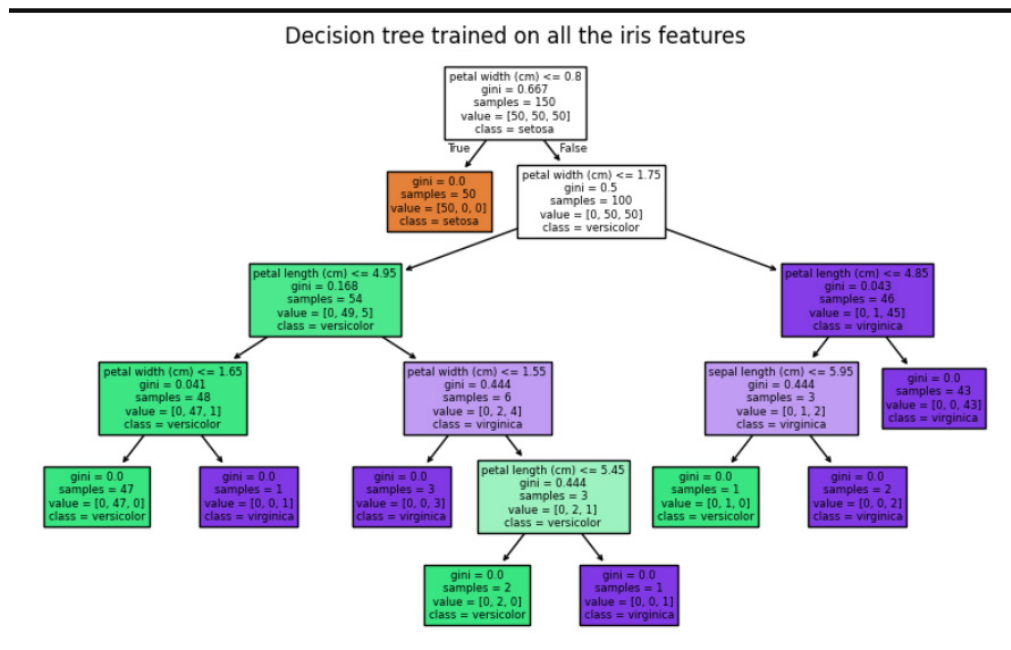 Decision tree trained on all the iris features
petal width (cm) <= 0.8
gini = 0.667
samples = 150
value = [50, 50, 50]
class = setosa
True
False
gini = 0.0
samples = 50
value = [50, 0, 0]
class = setosa
petal width (cm) <= 1.75
gini = 0.5
samples = 100
value = [0, 50, 50]
class = versicolor
petal length (cm) <= 4.95
gini = 0.168
samples = 54
value = [0, 49, 5]
class = versicolor
petal length (cm) <= 4.85
gini = 0.043
samples = 46
value = [0, 1, 45]
class = virginica
petal width (cm) <= 1.65
gini = 0.041
samples = 48
value = [0, 47, 1]
class = versicolor
petal width (cm) <= 1.55
gini = 0.444
samples = 6
value = [0, 2, 4]
class = virginica
sepal length (cm) <= 5.95
gini = 0.444
samples = 3
value = [0, 1, 2]
class = virginica
gini = 0.0
samples = 43
value = [0, 0, 43]
class = virginica
gini = 0.0
samples = 47
value = [0, 47, 0]
class = versicolor
gini = 0.0
samples = 1
value = [0, 0, 1]
class = virginica
gini = 0.0
samples = 3
value = [0, 0, 3]
class = virginica
petal length (cm) <= 5.45
gini = 0.444
samples = 3
value = [0, 2, 1]
class = versicolor
gini = 0.0
samples = 1
value = [0, 1, 0]
class = versicolor
gini = 0.0
samples = 2
value = [0, 0, 2]
class = virginica
gini = 0.0
samples = 2
value = [0, 2, 0]
class = versicolor
gini = 0.0
samples = 1
value = [0, 0, 1]
class = virginica